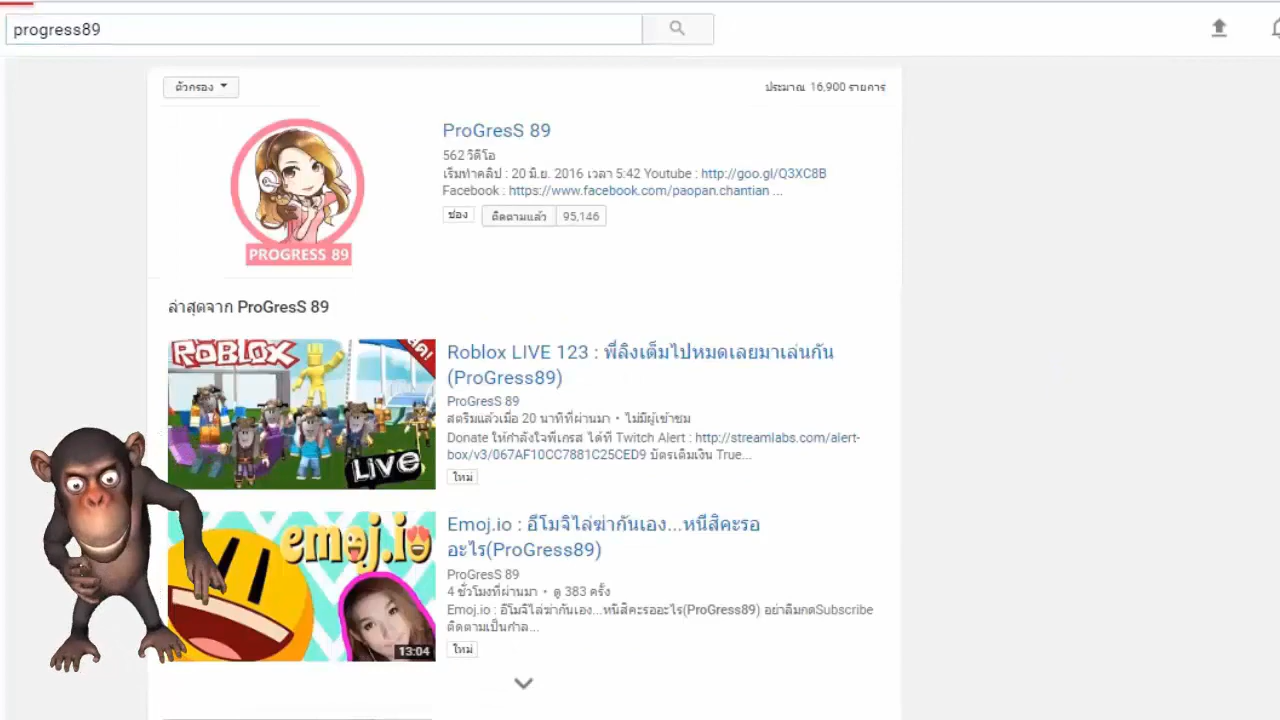 progress89
ตัวกรอง
ประมาณ 16,900 รายการ
PROGRESS 89
ProGresS 89
562 วิดีโอ
เริ่มทำคลิป : 20 มิ.ย. 2016 เวลา 5:42 Youtube : http://goo.gl/Q3XC8B
Facebook : https://www.facebook.com/paopan.chantian ...
ช่อง ติดตามแล้ว 95,146
ล่าสุดจาก ProGresS 89
ROBLOX
LIVE
Roblox LIVE 123 : พี่ลิงเต็มไปหมดเลยมาเล่นกัน
(ProGress89)
ProGresS 89
สตรีมแล้วเมื่อ 20 นาทีที่ผ่านมา • ไม่มีผู้เข้าชม
Donate ให้กำลังใจพี่เกรส ได้ที่ Twitch Alert : http://streamlabs.com/alert-
box/v3/067AF10CC7881C25CED9 บัตรเติมเงิน True...
ใหม่
emoj.io
13:04
Emoj.io : อีโมจิไล่ฆ่ากันเอง...หนีสิคะรอ
อะไร(ProGress89)
ProGresS 89
4 ชั่วโมงที่ผ่านมา • ดู 383 ครั้ง
Emoj.io : อีโมจิไล่ฆ่ากันเอง...หนีสิคะรออะไร(ProGress89) อย่าลืมกดSubscribe
ติดตามเป็นกำล...
ใหม่